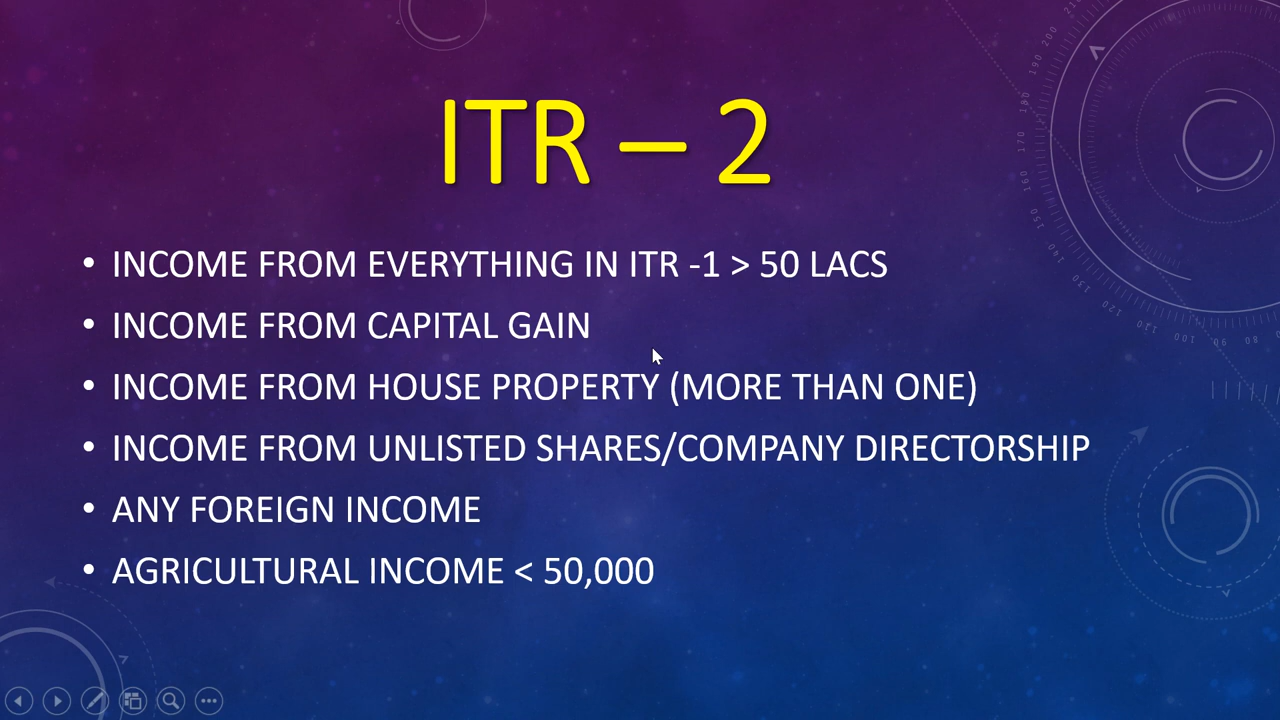 ITR – 2
• INCOME FROM EVERYTHING IN ITR -1 > 50 LACS
• INCOME FROM CAPITAL GAIN
• INCOME FROM HOUSE PROPERTY (MORE THAN ONE)
• INCOME FROM UNLISTED SHARES/COMPANY DIRECTORSHIP
• ANY FOREIGN INCOME
• AGRICULTURAL INCOME < 50,000